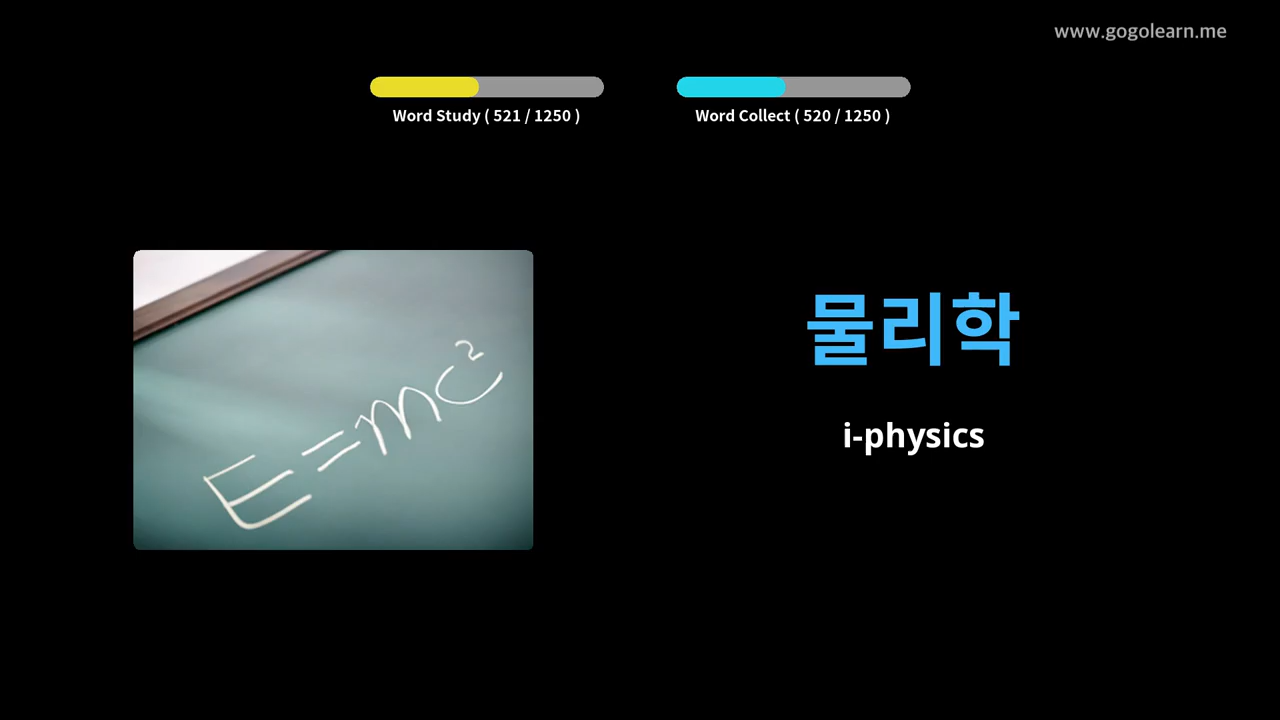 www.gogolearn.me
Word Study ( 521 / 1250 )
Word Collect ( 520 / 1250 )
E=mc²
물리학
i-physics